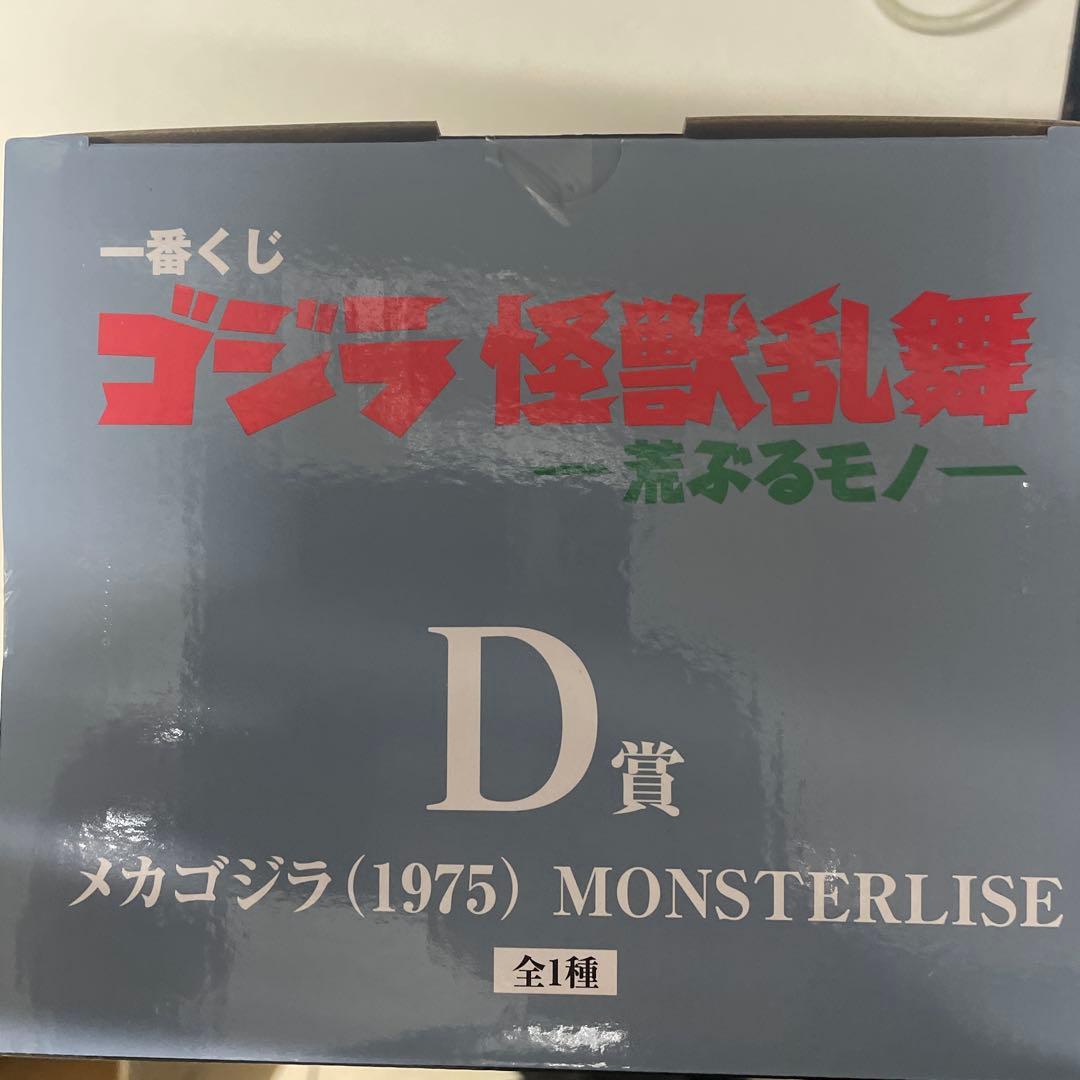 一番くじ
ゴジラ 怪獣乱舞
―荒ぶるモノ―
D賞
メカゴジラ(1975) MONSTERLISE
全1種